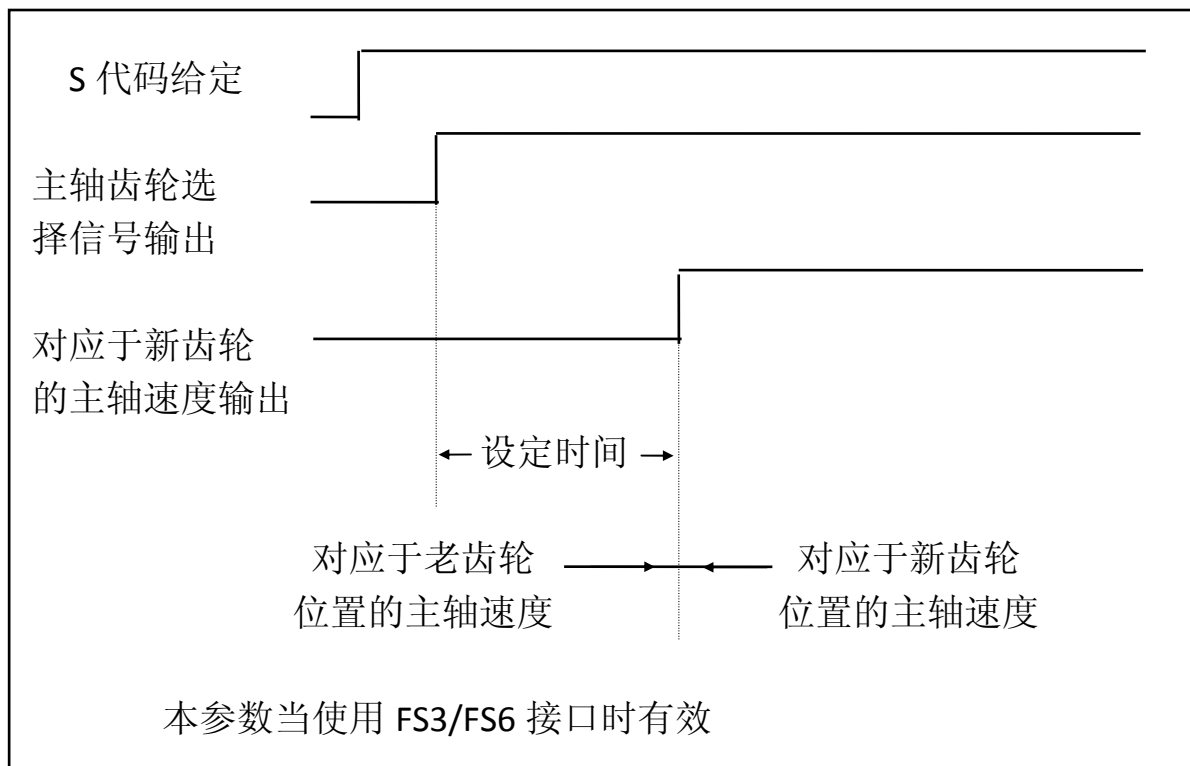 S 代码给定
主轴齿轮选
择信号输出
对应于新齿轮
的主轴速度输出
设定时间
对应于老齿轮
位置的主轴速度
对应于新齿轮
位置的主轴速度
本参数当使用 FS3/FS6 接口时有效